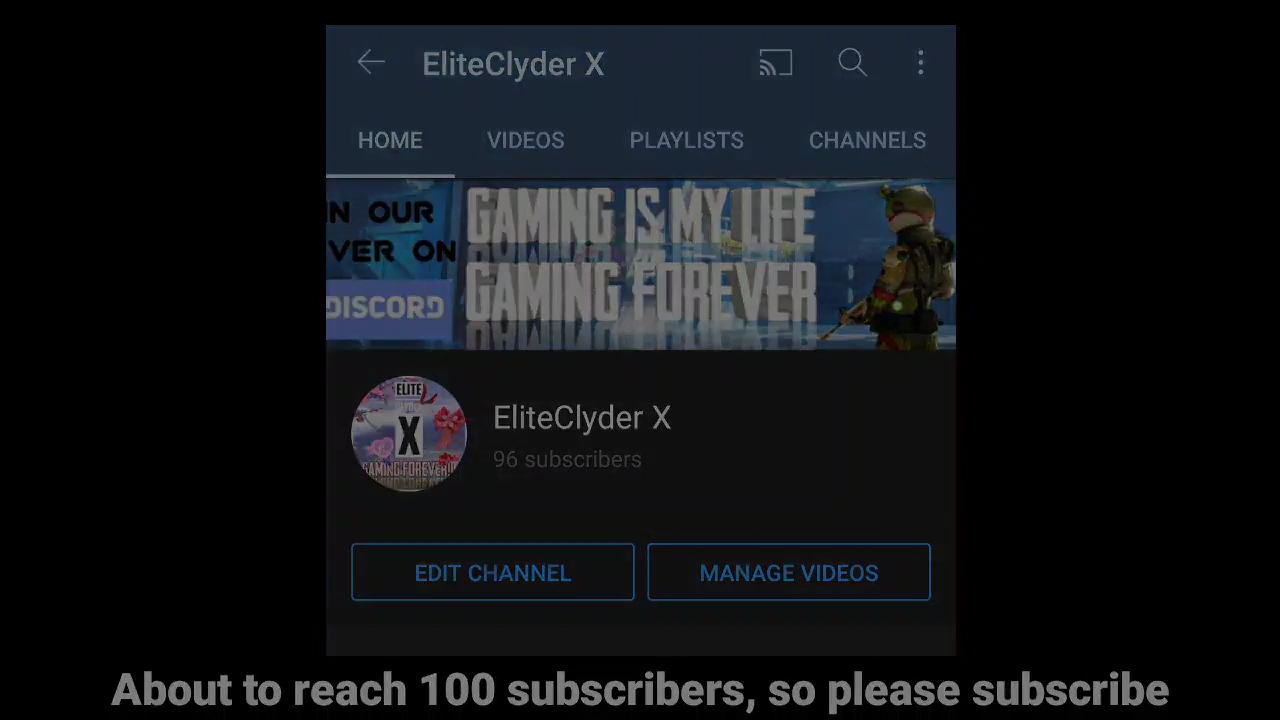 EliteClyder X
HOME VIDEOS PLAYLISTS CHANNELS
N OUR
VER ON
DISCORD
GAMING IS MY LIFE
GAMING FOREVER
ELITE
X
GAMING FOREVER!!
EliteClyder X
96 subscribers
EDIT CHANNEL MANAGE VIDEOS
About to reach 100 subscribers, so please subscribe